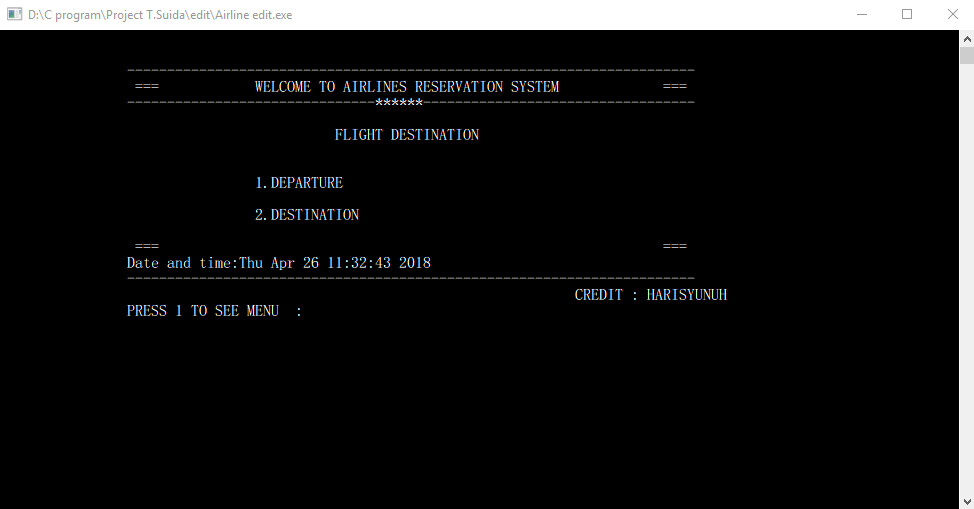 D:\C program\Project T.Suida\edit\Airline edit.exe
-----------------------------------------------------------------------
=== WELCOME TO AIRLINES RESERVATION SYSTEM ===
-------------------------------******----------------------------------
FLIGHT DESTINATION
1.DEPARTURE
2.DESTINATION
=== ===
Date and time:Thu Apr 26 11:32:43 2018
-----------------------------------------------------------------------
CREDIT : HARISYUNUH
PRESS 1 TO SEE MENU :